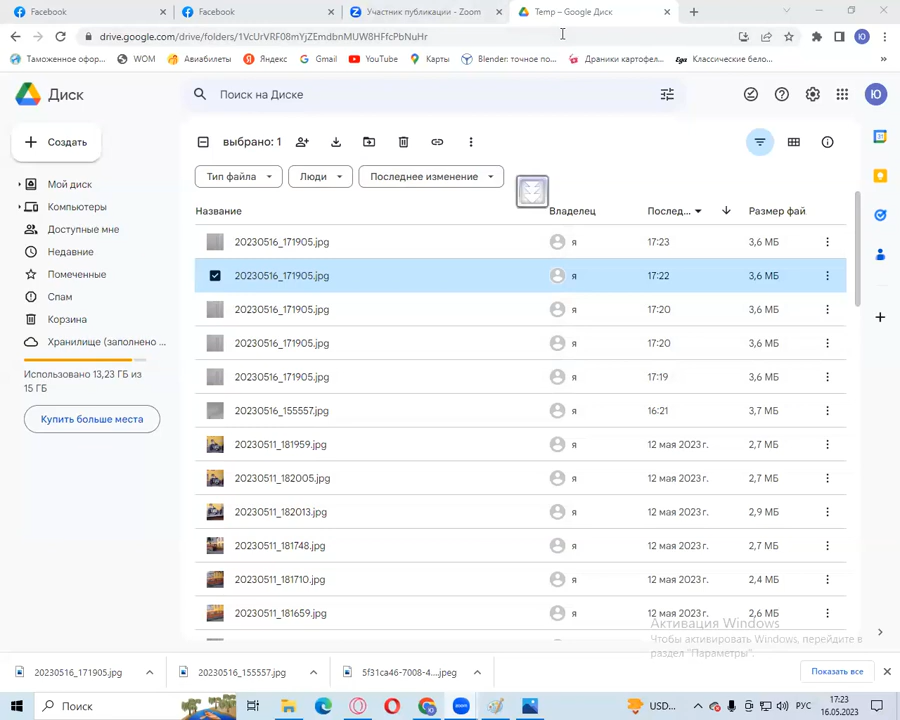 Facebook
Facebook
Участник публикации - Zoom
Temp – Google Диск
drive.google.com/drive/folders/1VcUrVRF08mYjZEmdbnMUW8HFfcPbNuHr
Таможенное офор...
WOM
Авиабилеты
Яндекс
Gmail
YouTube
Карты
Blender: точное по...
Драники картофел...
Классические бело...
Диск
Поиск на Диске
Ю
Создать
выбрано: 1
Тип файла
Люди
Последнее изменение
Мой диск
Компьютеры
Доступные мне
Недавние
Помеченные
Спам
Корзина
Хранилище (заполнено ...
Использовано 13,23 ГБ из
15 ГБ
Купить больше места
Название
Владелец
Послед...
Размер фай
20230516_171905.jpg я 17:23 3,6 МБ
20230516_171905.jpg я 17:22 3,6 МБ
20230516_171905.jpg я 17:20 3,6 МБ
20230516_171905.jpg я 17:20 3,6 МБ
20230516_171905.jpg я 17:19 3,6 МБ
20230516_155557.jpg я 16:21 3,7 МБ
20230511_181959.jpg я 12 мая 2023 г. 2,7 МБ
20230511_182005.jpg я 12 мая 2023 г. 2,7 МБ
20230511_182013.jpg я 12 мая 2023 г. 2,9 МБ
20230511_181748.jpg я 12 мая 2023 г. 2,7 МБ
20230511_181710.jpg я 12 мая 2023 г. 2,4 МБ
20230511_181659.jpg я 12 мая 2023 г. 2,6 МБ
Активация Windows
Чтобы активировать Windows, перейдите в
раздел "Параметры".
20230516_171905.jpg
20230516_155557.jpg
5f31ca46-7008-4....jpeg
Показать все
Поиск
USD...
РУС
17:23
16.05.2023